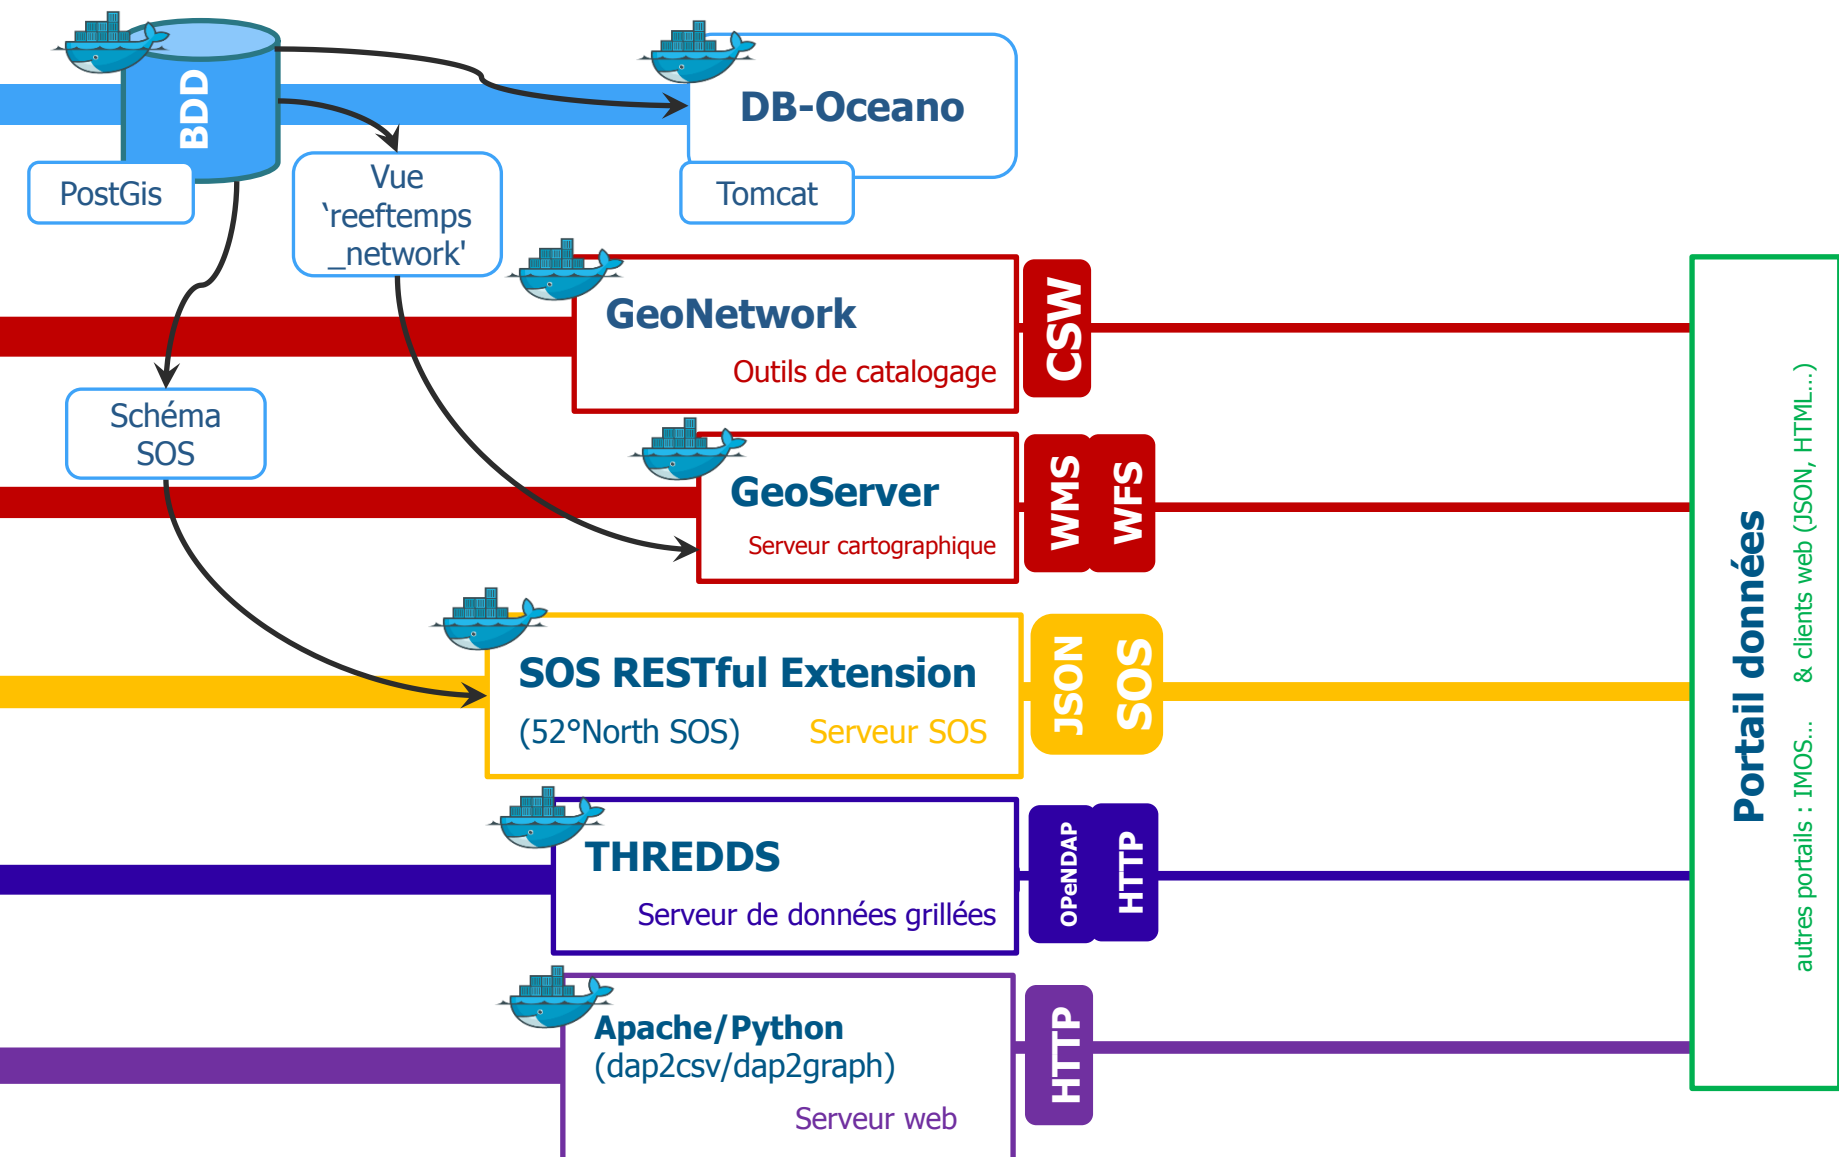 BDD
PostGis
Vue
‘reeftemps
_network'
DB-Oceano
Tomcat
GeoNetwork
Outils de catalogage
CSW
Schéma
SOS
GeoServer
Serveur cartographique
WMS
WFS
SOS RESTful Extension
(52°North SOS)
Serveur SOS
JSON
SOS
THREDDS
Serveur de données grillées
OPeNDAP
HTTP
Apache/Python
(dap2csv/dap2graph)
Serveur web
HTTP
Portail données
autres portails : IMOS… & clients web (JSON, HTML…)